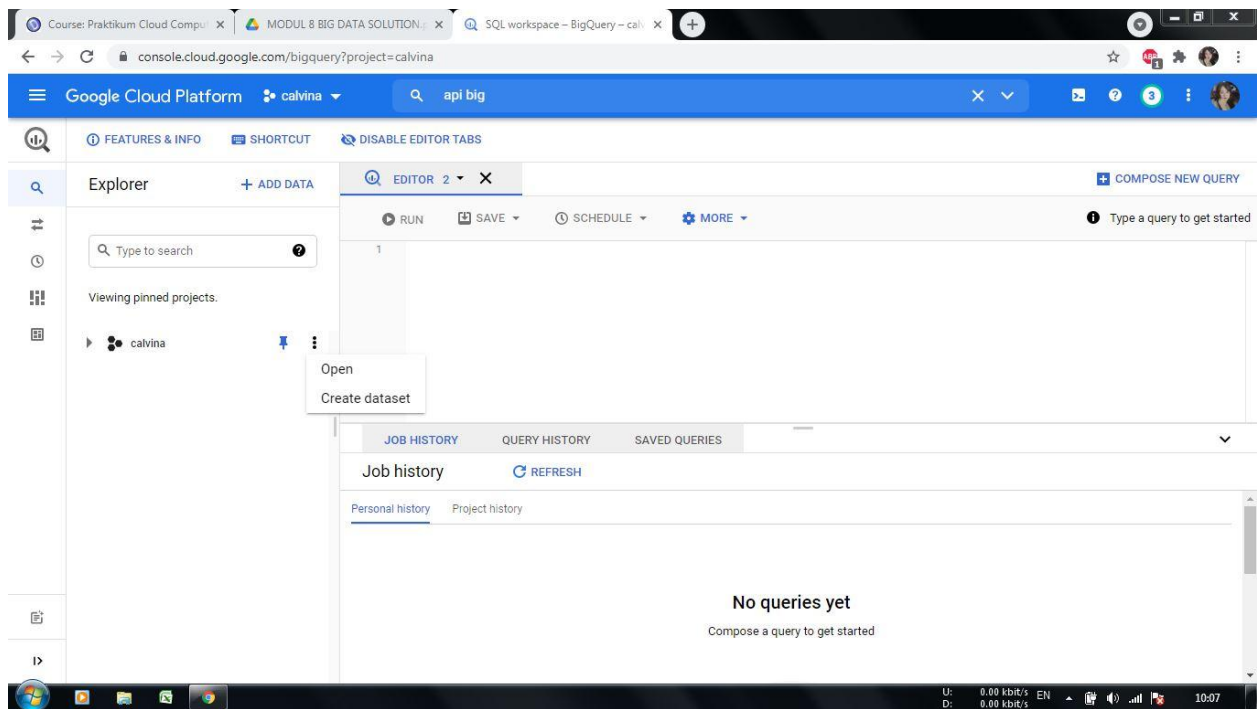 Course: Praktikum Cloud Comput
MODUL 8 BIG DATA SOLUTION.
SQL workspace – BigQuery – calv
console.cloud.google.com/bigquery?project=calvina
Google Cloud Platform
calvina
api big
3
FEATURES & INFO
SHORTCUT
DISABLE EDITOR TABS
Explorer
+ ADD DATA
EDITOR 2
COMPOSE NEW QUERY
RUN
SAVE
SCHEDULE
MORE
Type a query to get started
Type to search
1
Viewing pinned projects.
calvina
Open
Create dataset
JOB HISTORY
QUERY HISTORY
SAVED QUERIES
Job history
REFRESH
Personal history
Project history
No queries yet
Compose a query to get started
U: 0.00 kbit/s
D: 0.00 kbit/s
EN
10:07